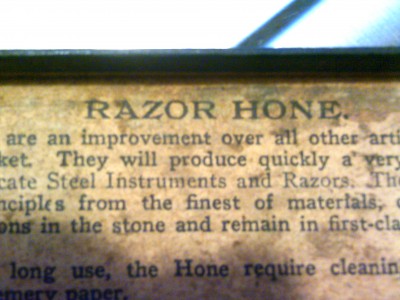 RAZOR HONE.
are an improvement over all other arti
ket. They will produce quickly a very
cate Steel Instruments and Razors. The
nciples from the finest of materials,
ons in the stone and remain in first-cla
long use, the Hone require cleanin
emery paper.